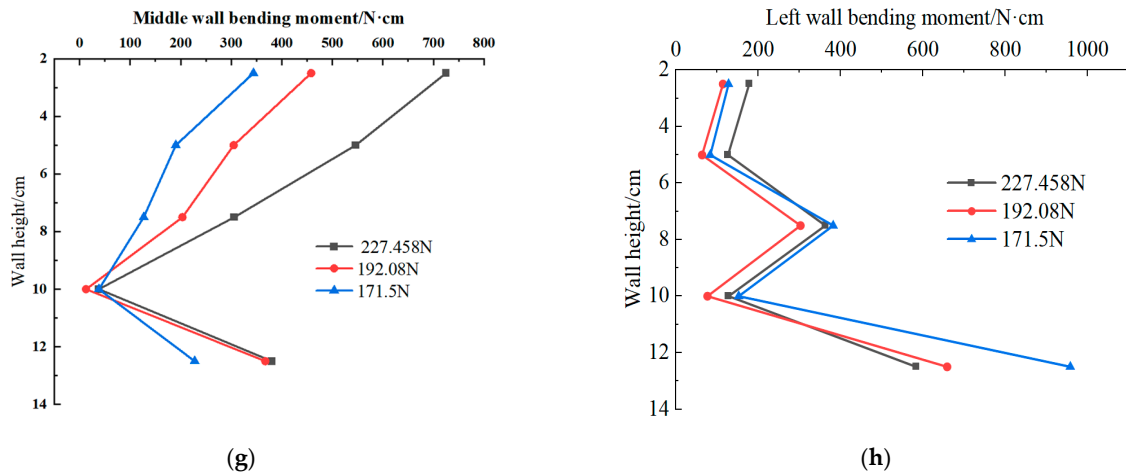 Middle wall bending moment/N·cm
0 100 200 300 400 500 600 700 800
2
4
6
8
10
12
14
Wall height/cm
227.458N
192.08N
171.5N
(g)
Left wall bending moment/N·cm
0 200 400 600 800 1000
2
4
6
8
10
12
14
Wall height/cm
227.458N
192.08N
171.5N
(h)